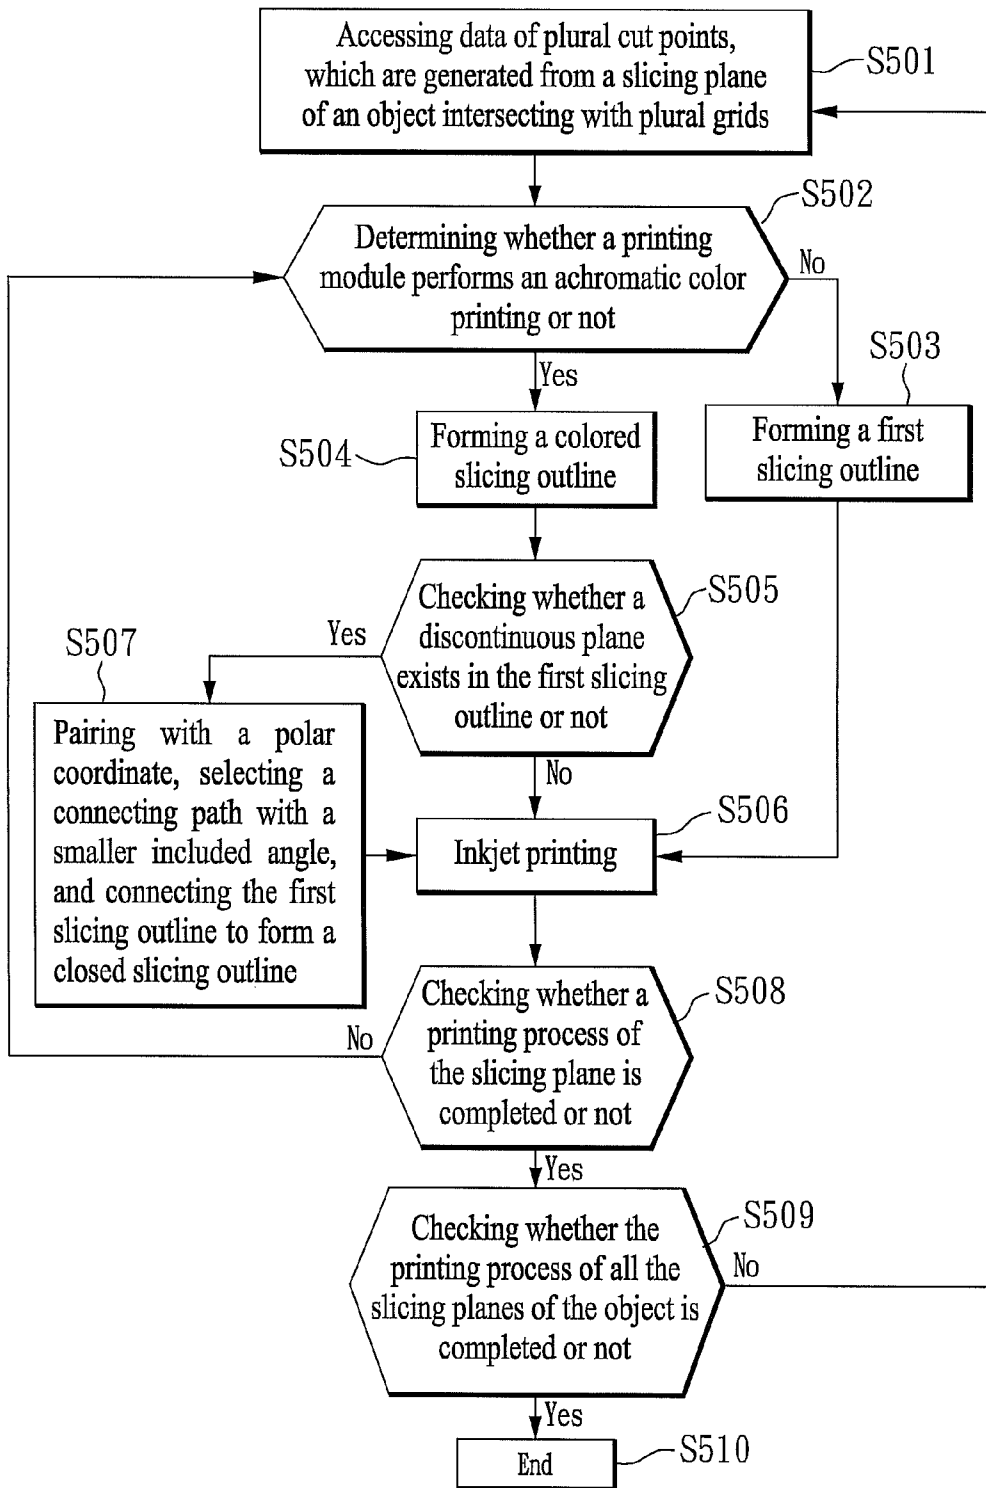 Accessing data of plural cut points,
which are generated from a slicing plane
of an object intersecting with plural grids
S501
S502
Determining whether a printing
module performs an achromatic color
printing or not
No
Yes
S503
Forming a first
slicing outline
S504
Forming a colored
slicing outline
S505
Checking whether a
discontinuous plane
exists in the first slicing
outline or not
Yes
No
S507
Pairing with a polar
coordinate, selecting a
connecting path with a
smaller included angle,
and connecting the first
slicing outline to form a
closed slicing outline
S506
Inkjet printing
S508
Checking whether a
printing process of
the slicing plane is
completed or not
No
Yes
S509
Checking whether the
printing process of all the
slicing planes of the object is
completed or not
No
Yes
End
S510